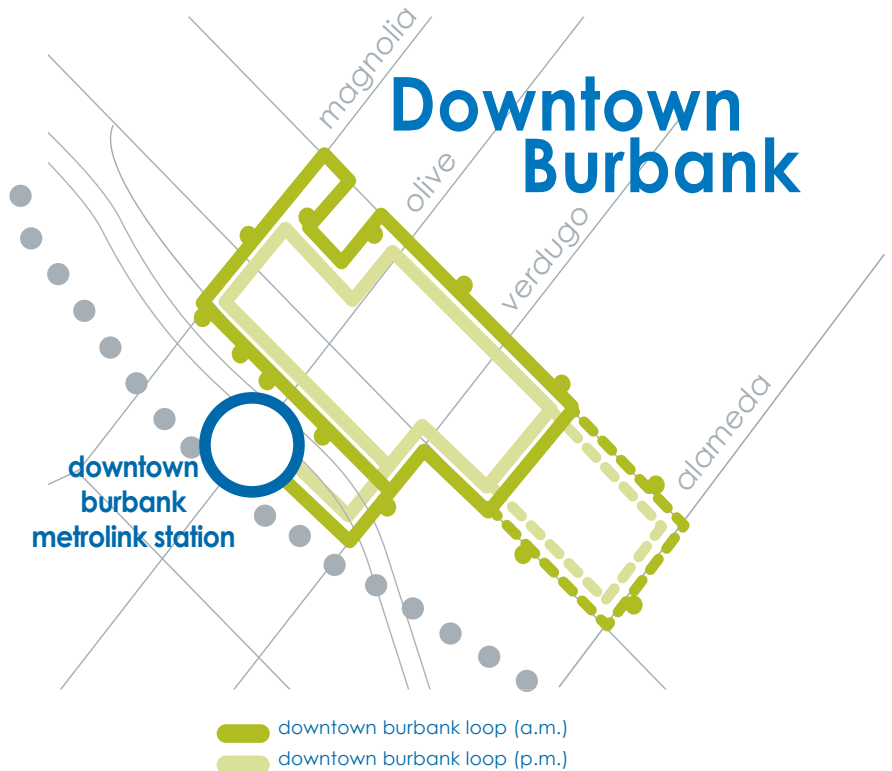 Downtown
Burbank
magnolia
olive
verdugo
alameda
downtown
burbank
metrolink station
downtown burbank loop (a.m.)
downtown burbank loop (p.m.)